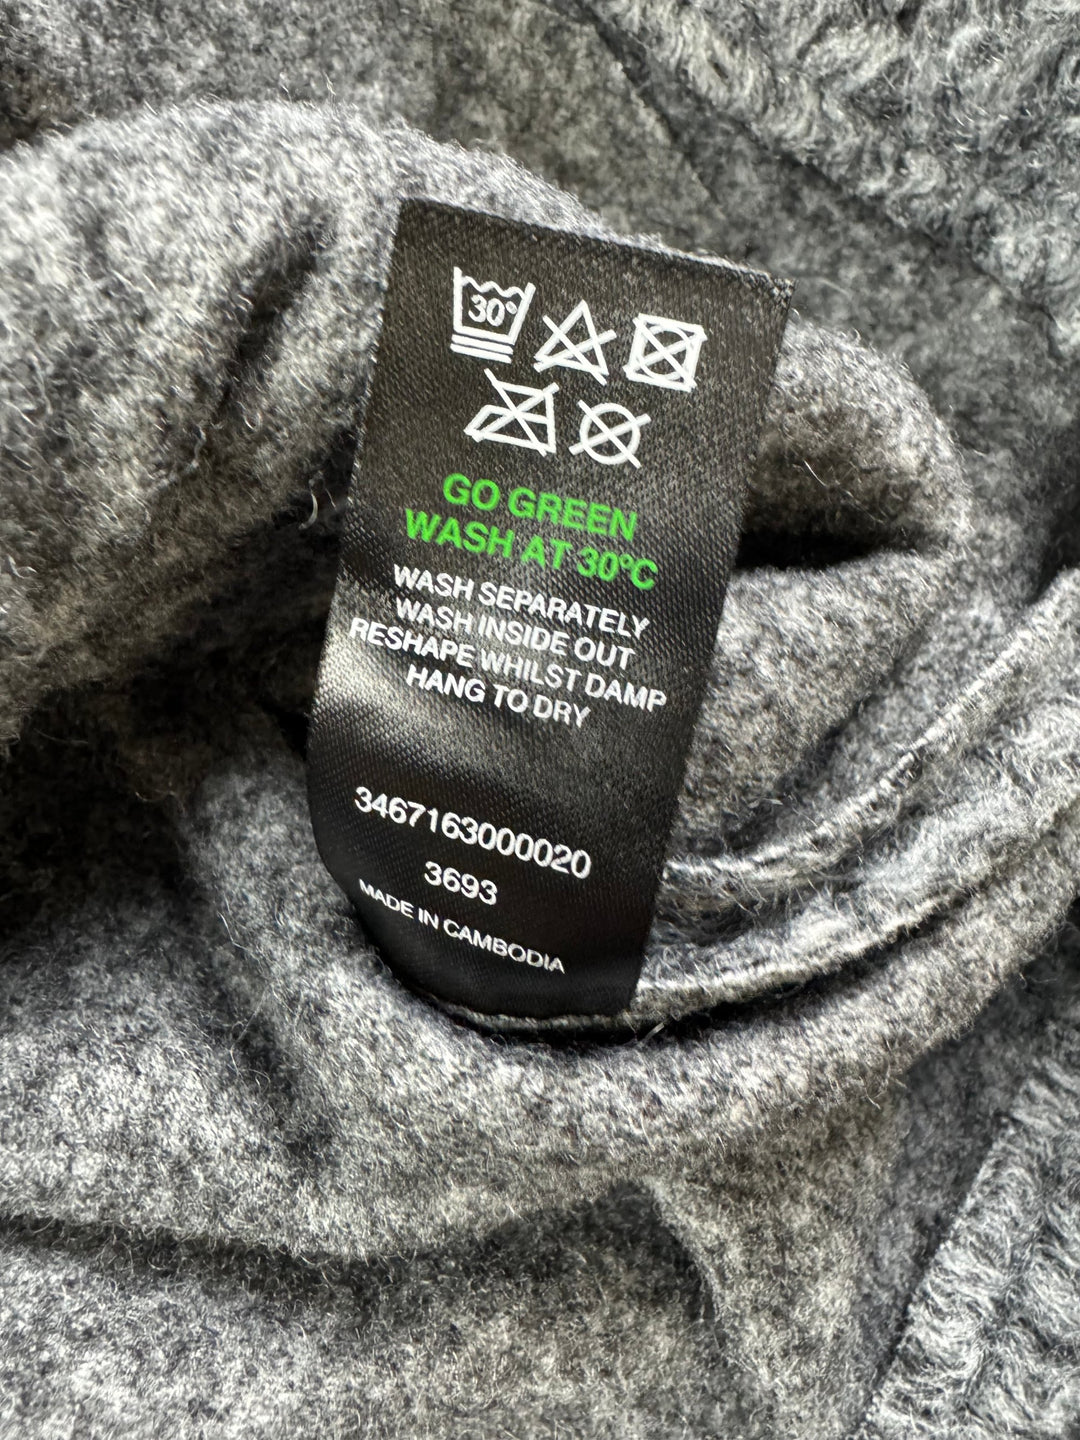 30°
GO GREEN
WASH AT 30°C
WASH SEPARATELY
WASH INSIDE OUT
RESHAPE WHILST DAMP
HANG TO DRY
3467163000020
3693
MADE IN CAMBODIA